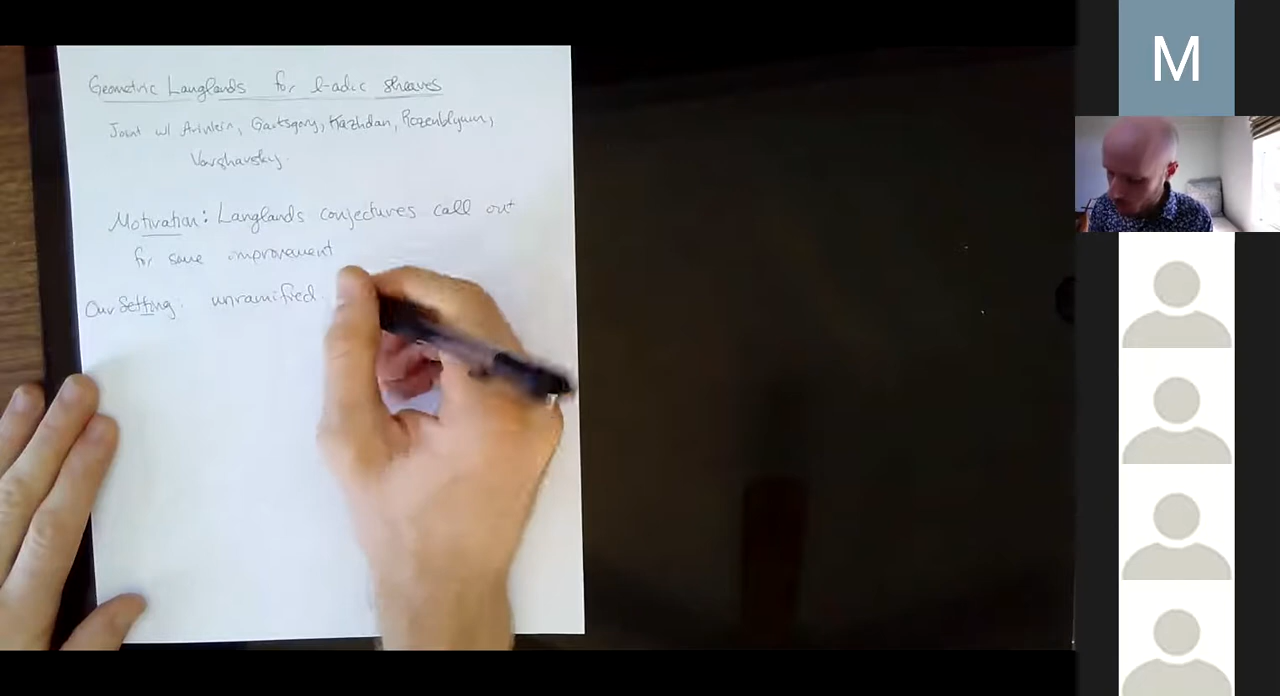 Geometric Langlands for l-adic sheaves
Joint w/ Arinkin, Gaitsgory, Kazhdan, Rozenblyum,
Varshavsky.
Motivation: Langlands conjectures call out
for some improvement
Our Setting: unramified.
M